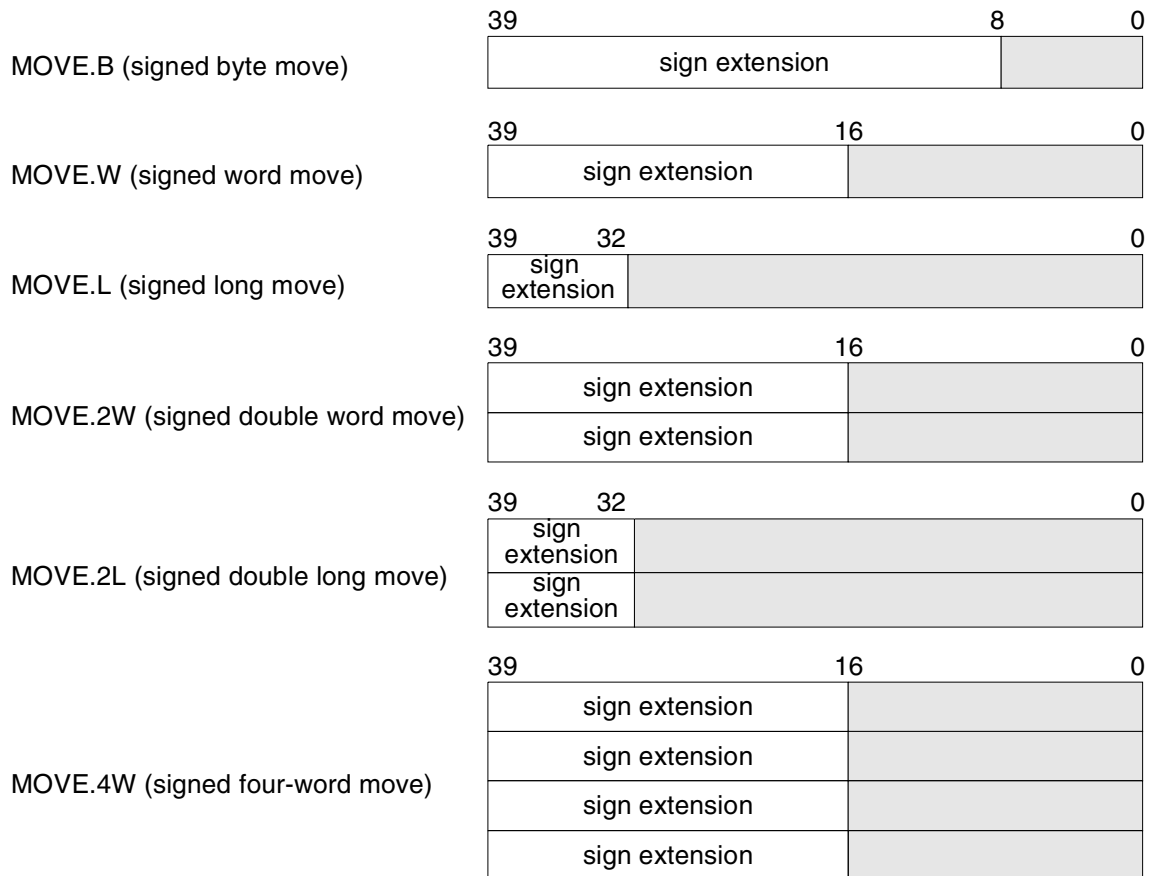 39 8 0
MOVE.B (signed byte move) sign extension
39 16 0
MOVE.W (signed word move) sign extension
39 32 0
MOVE.L (signed long move) sign
extension
39 16 0
sign extension
MOVE.2W (signed double word move)
sign extension
39 32 0
sign
extension
MOVE.2L (signed double long move)
sign
extension
39 16 0
sign extension
sign extension
MOVE.4W (signed four-word move)
sign extension
sign extension